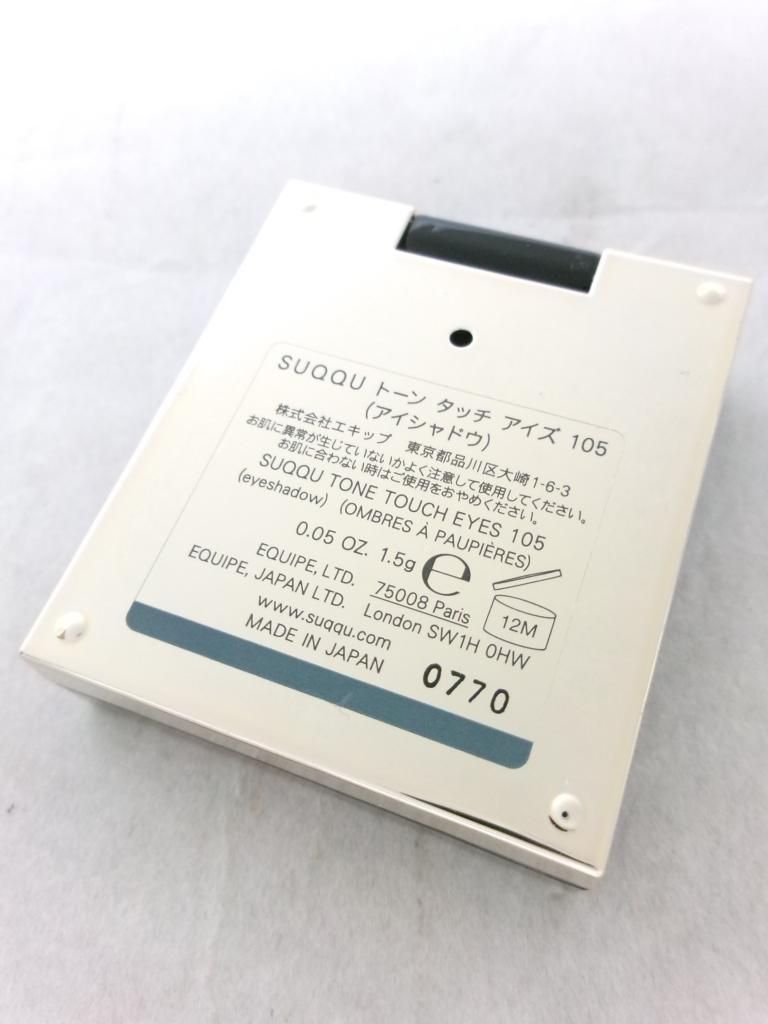 SUQQU トーン タッチ アイズ 105
(アイシャドウ)
株式会社エキップ 東京都品川区大崎1-6-3
お肌に異常が生じていないかよく注意して使用してください。
お肌に合わない時はご使用をおやめください。
SUQQU TONE TOUCH EYES 105
(eyeshadow) (OMBRES À PAUPIÈRES)
0.05 OZ. 1.5g ℮
12M
EQUIPE, LTD. 75008 Paris
EQUIPE, JAPAN LTD. London SW1H 0HW
www.suqqu.com
MADE IN JAPAN 0770